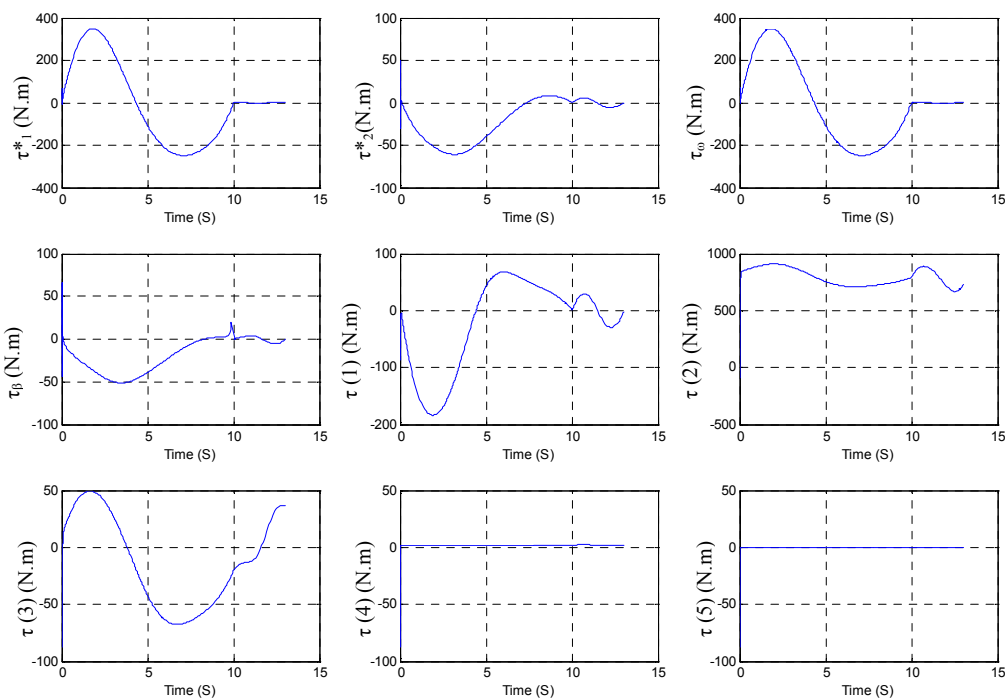 400
200
0
-200
-400
τ*1 (N.m)
0 5 10 15
Time (S)
100
50
0
-50
-100
τ*2(N.m)
0 5 10 15
Time (S)
400
200
0
-200
-400
τω (N.m)
0 5 10 15
Time (S)
100
50
0
-50
-100
τβ (N.m)
0 5 10 15
Time (S)
100
0
-100
-200
τ (1) (N.m)
0 5 10 15
Time (S)
1000
500
0
-500
τ (2) (N.m)
0 5 10 15
Time (S)
50
0
-50
-100
τ (3) (N.m)
0 5 10 15
Time (S)
50
0
-50
-100
τ (4) (N.m)
0 5 10 15
Time (S)
50
0
-50
-100
τ (5) (N.m)
0 5 10 15
Time (S)